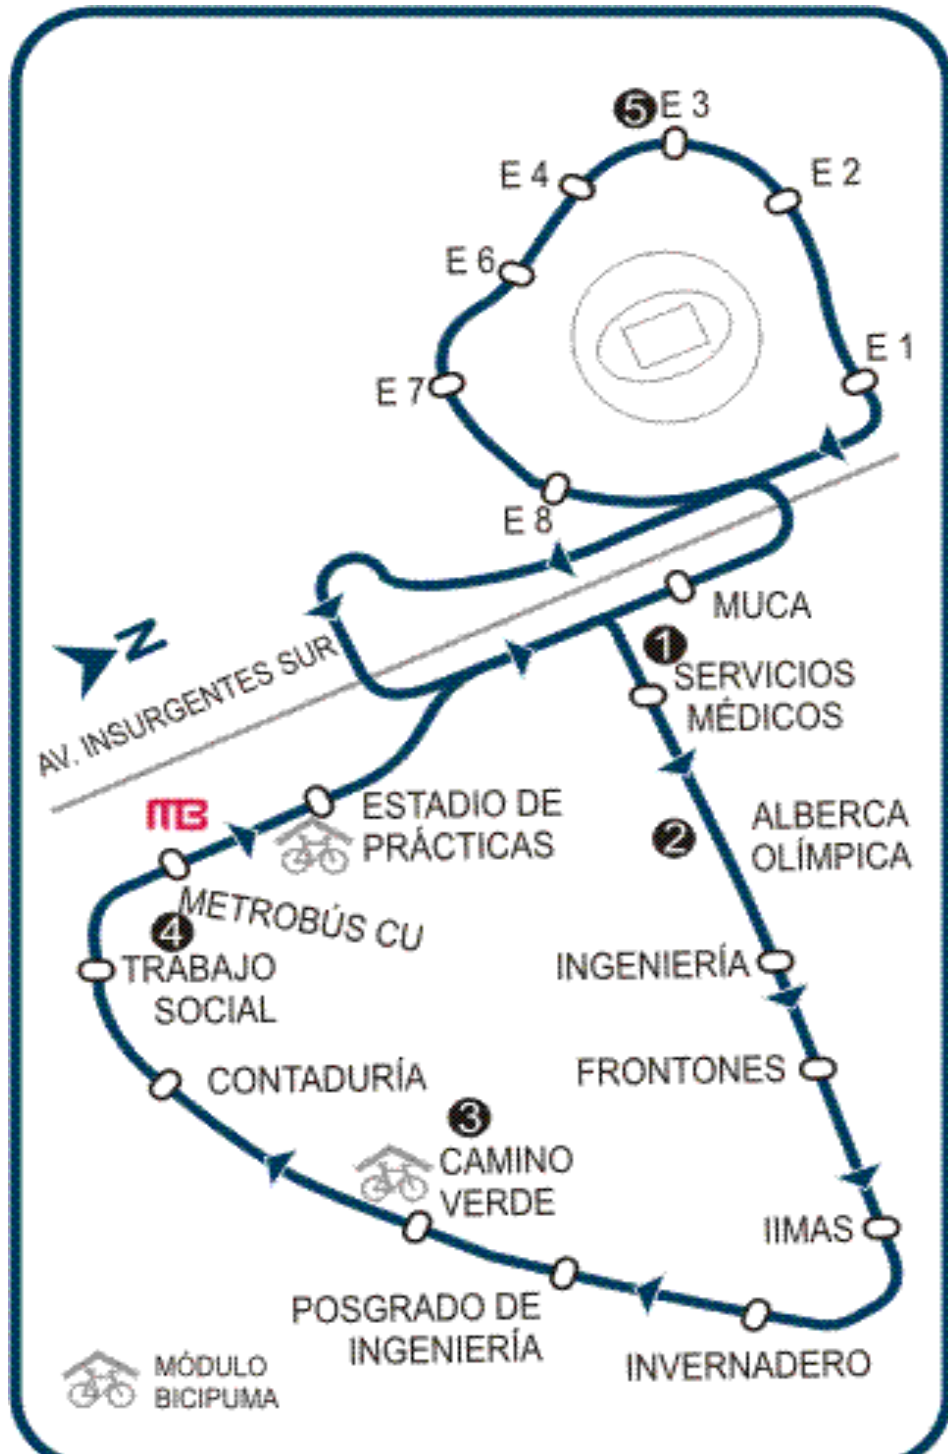 5 E 3
E 4
E 2
E 6
E 1
E 7
E 8
MUCA
N
1
SERVICIOS
MÉDICOS
AV. INSURGENTES SUR
MB
ESTADIO DE
PRÁCTICAS
2
ALBERCA
OLÍMPICA
METROBÚS CU
4
TRABAJO
SOCIAL
INGENIERÍA
CONTADURÍA
FRONTONES
3
CAMINO
VERDE
IIMAS
POSGRADO DE
INGENIERÍA
INVERNADERO
MÓDULO
BICIPUMA